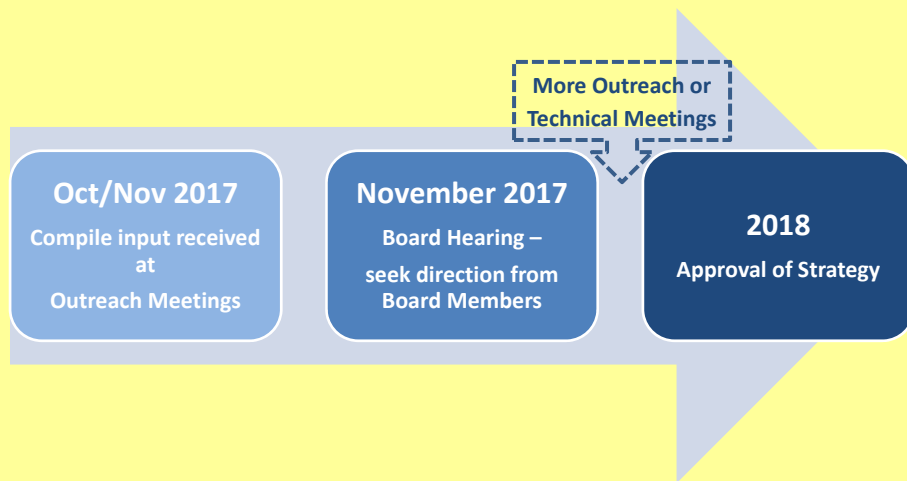 More Outreach or
Technical Meetings
Oct/Nov 2017
Compile input received
at
Outreach Meetings
November 2017
Board Hearing –
seek direction from
Board Members
2018
Approval of Strategy